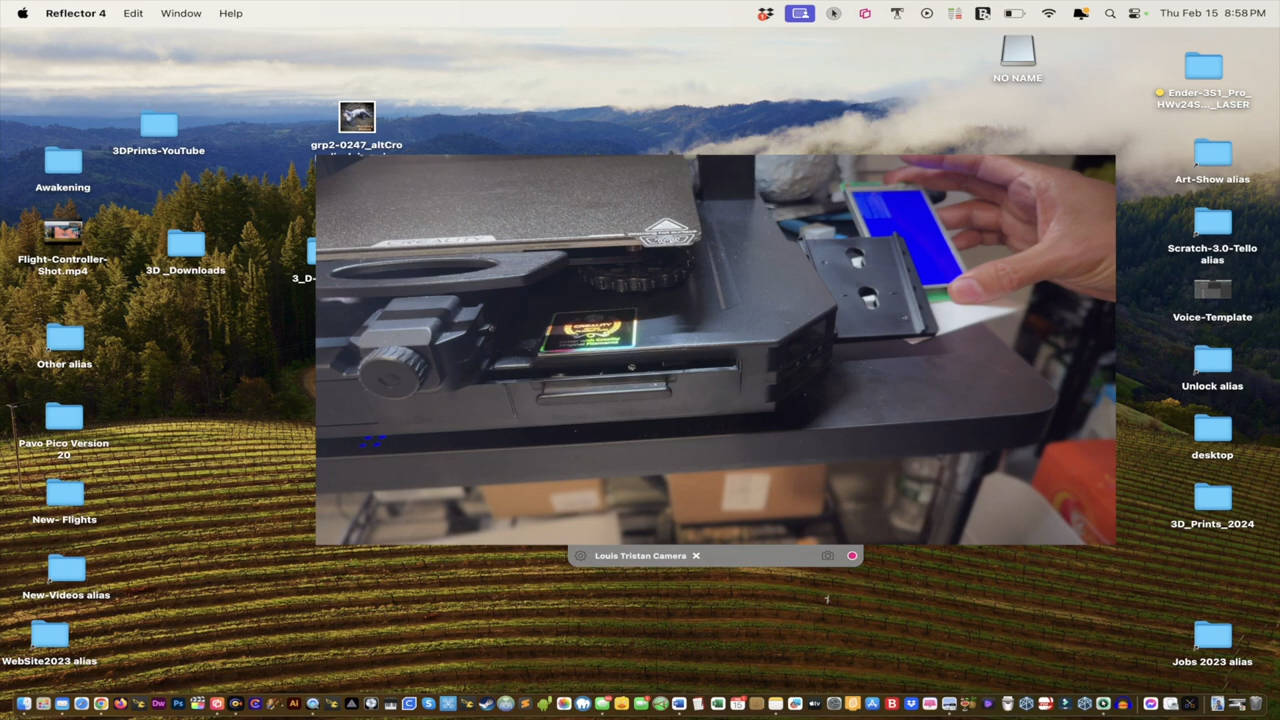 Reflector 4
Edit
Window
Help
Thu Feb 15 8:58 PM
NO NAME
Ender-3S1_Pro_
HWv24S..._LASER
3DPrints-YouTube
grp2-0247_altCro
Awakening
Art-Show alias
Flight-Controller-
Shot.mp4
3D _Downloads
3_D-
Scratch-3.0-Tello
alias
Voice-Template
Other alias
Unlock alias
Pavo Pico Version
20
desktop
New- Flights
3D_Prints_2024
Louis Tristan Camera
New-Videos alias
WebSite2023 alias
Jobs 2023 alias